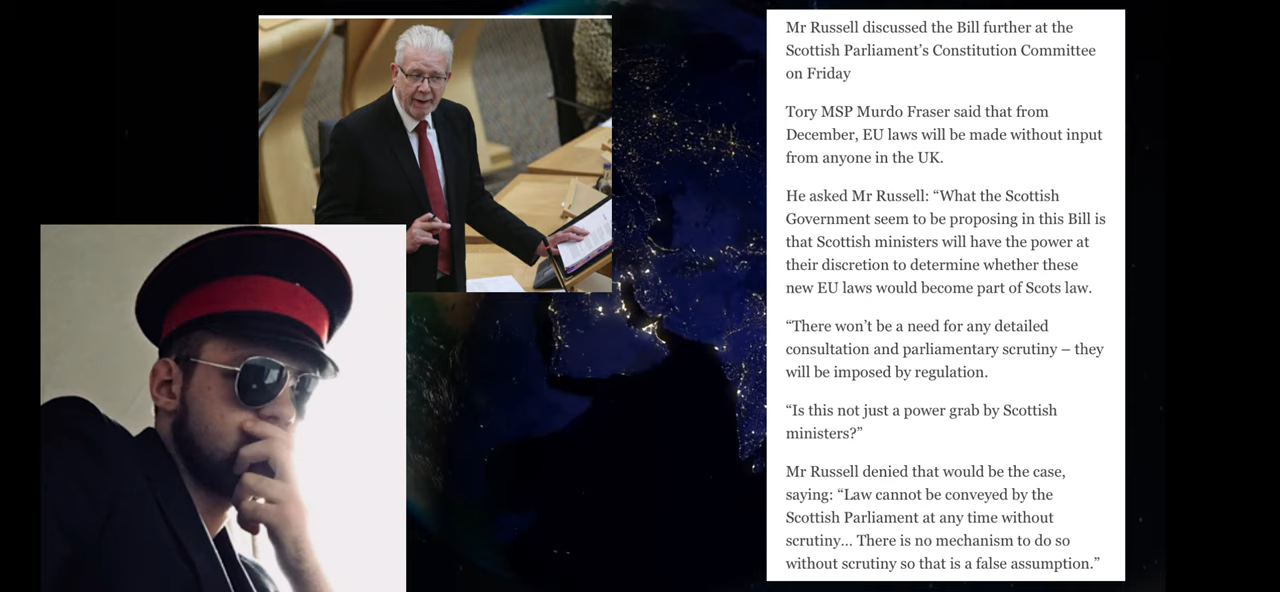 Mr Russell discussed the Bill further at the
Scottish Parliament’s Constitution Committee
on Friday
Tory MSP Murdo Fraser said that from
December, EU laws will be made without input
from anyone in the UK.
He asked Mr Russell: “What the Scottish
Government seem to be proposing in this Bill is
that Scottish ministers will have the power at
their discretion to determine whether these
new EU laws would become part of Scots law.
“There won’t be a need for any detailed
consultation and parliamentary scrutiny – they
will be imposed by regulation.
“Is this not just a power grab by Scottish
ministers?”
Mr Russell denied that would be the case,
saying: “Law cannot be conveyed by the
Scottish Parliament at any time without
scrutiny... There is no mechanism to do so
without scrutiny so that is a false assumption.”